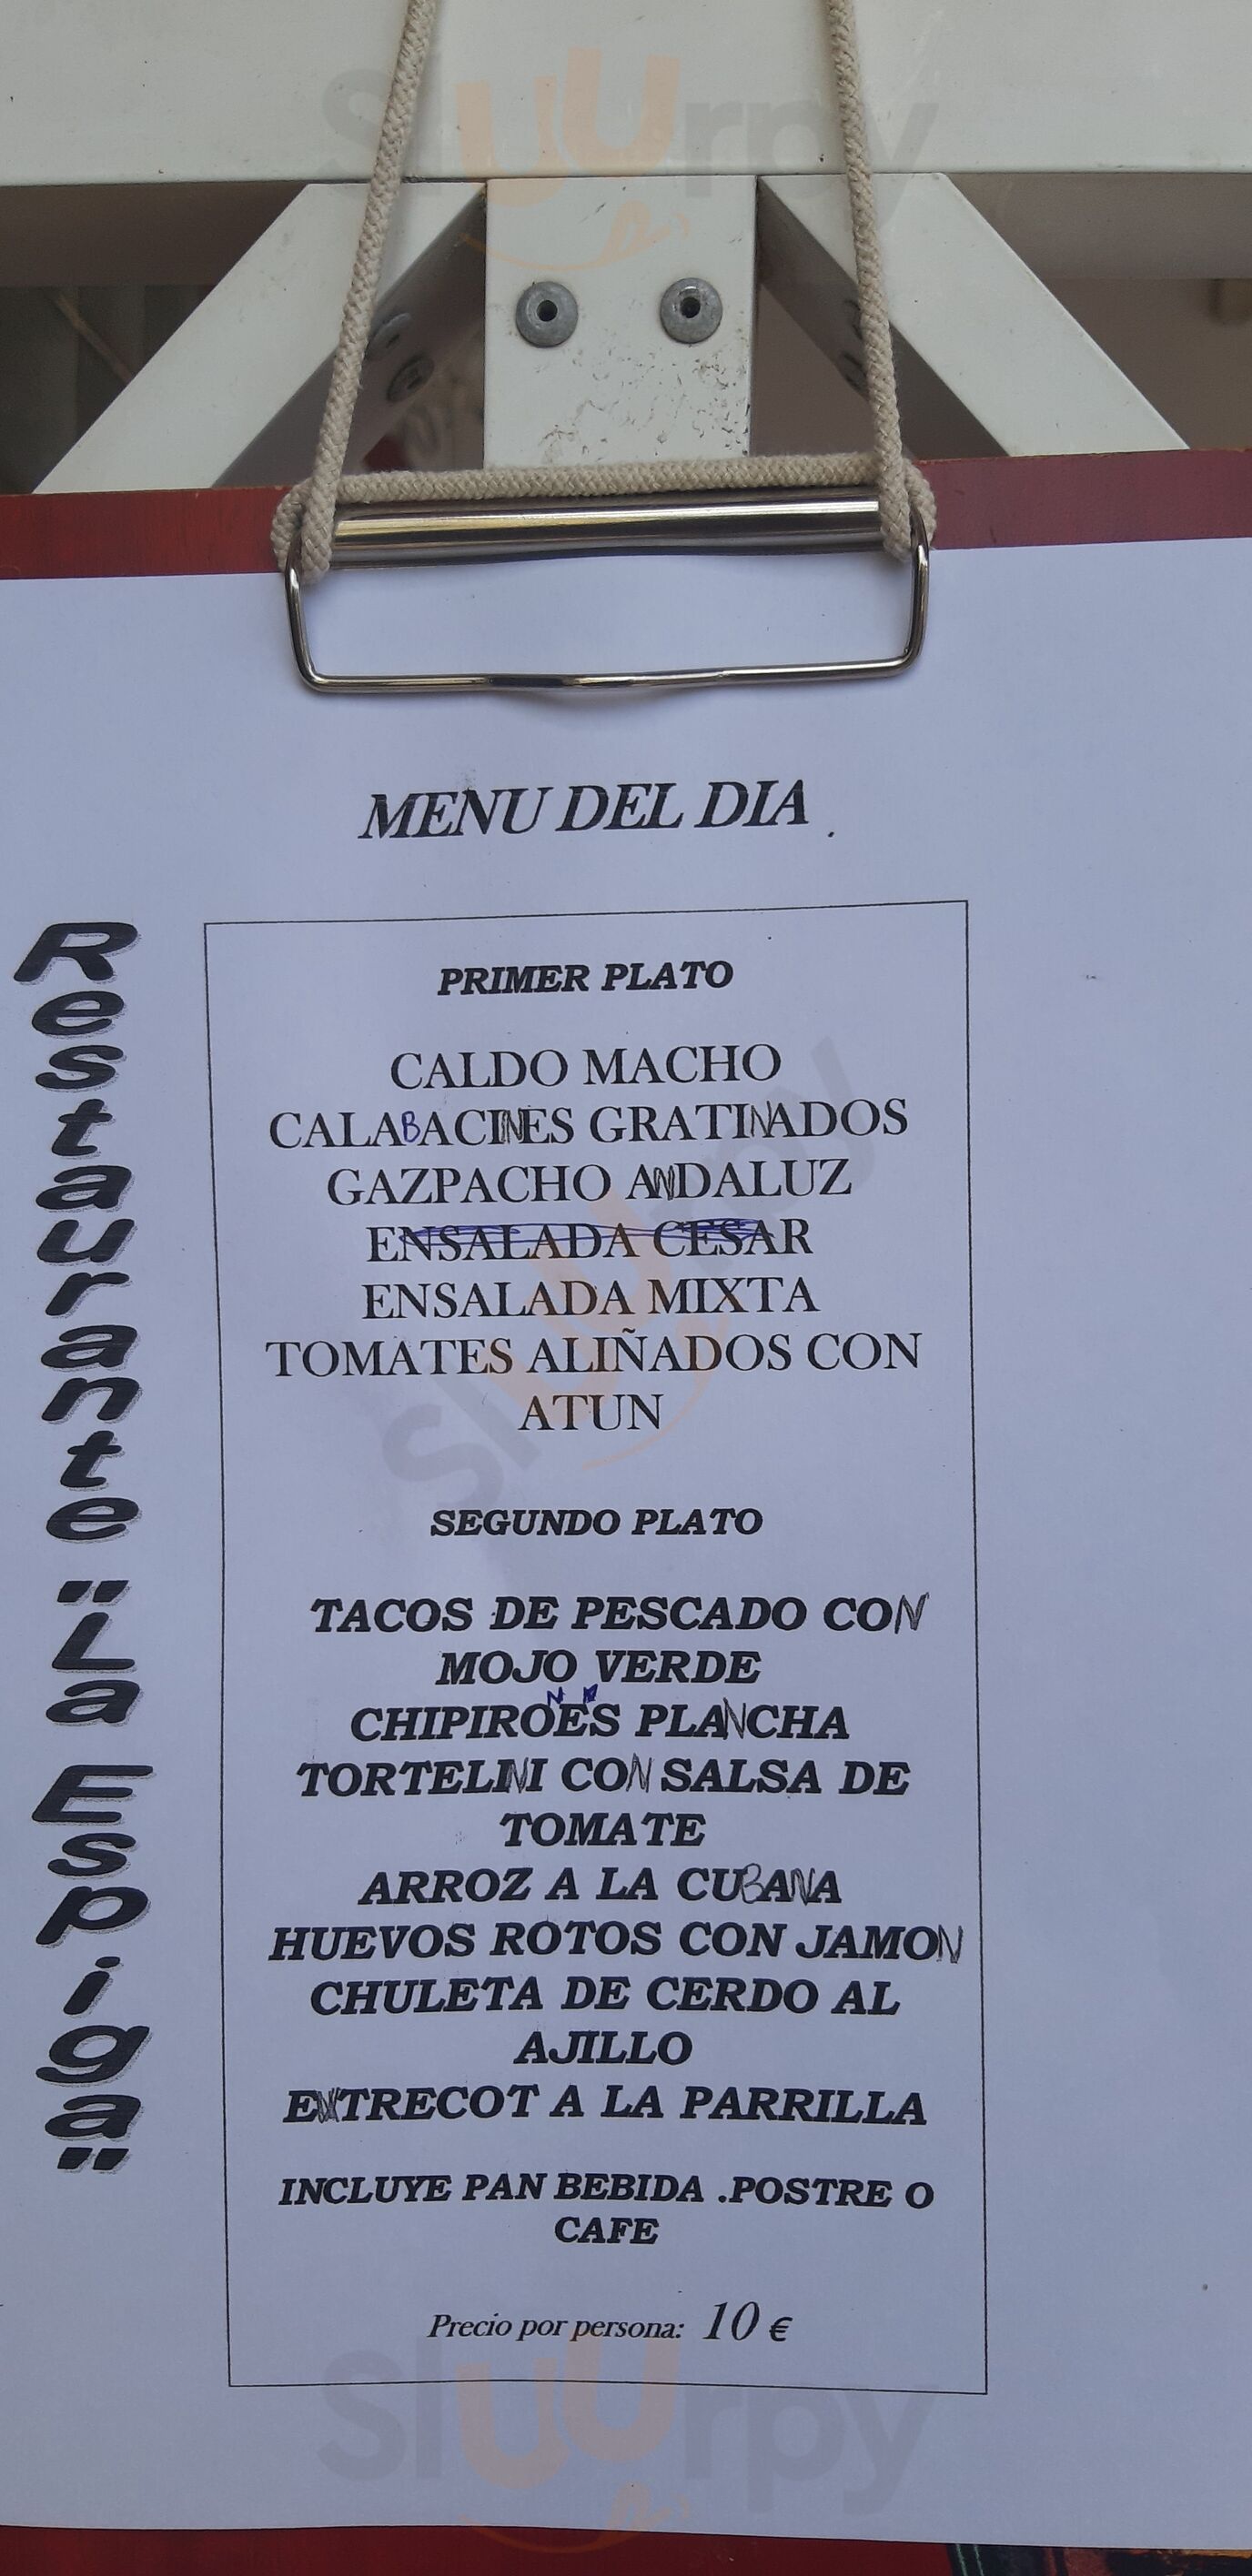 Sluurpy
MENU DEL DIA
Restaurante "La Espiga"
PRIMER PLATO
CALDO MACHO
CALABACINES GRATINADOS
GAZPACHO ANDALUZ
ENSALADA CESAR
ENSALADA MIXTA
TOMATES ALIÑADOS CON
ATUN
Sluurpy
SEGUNDO PLATO
TACOS DE PESCADO CON
MOJO VERDE
CHIPIRONES PLANCHA
TORTELINI CON SALSA DE
TOMATE
ARROZ A LA CUBANA
HUEVOS ROTOS CON JAMON
CHULETA DE CERDO AL
AJILLO
ENTRECOT A LA PARRILLA
INCLUYE PAN BEBIDA .POSTRE O
CAFE
Precio por persona: 10 €
Sluurpy